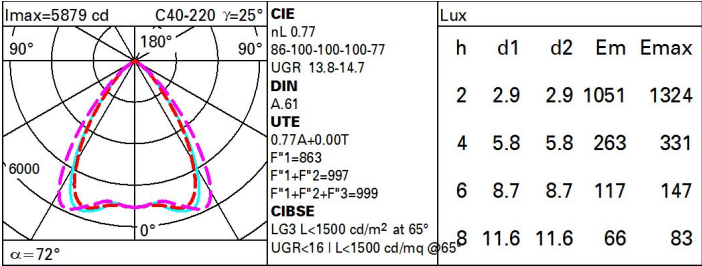 Imax=5879 cd C40-220 γ=25°
90° 180° 90°
6000
0°
α=72°
CIE
nL 0.77
86-100-100-100-77
UGR 13.8-14.7
DIN
A.61
UTE
0.77A+0.00T
F"1=863
F"1+F"2=997
F"1+F"2+F"3=999
CIBSE
LG3 L<1500 cd/m² at 65°
UGR<16 | L<1500 cd/mq @65°
Lux
h d1 d2 Em Emax
2 2.9 2.9 1051 1324
4 5.8 5.8 263 331
6 8.7 8.7 117 147
8 11.6 11.6 66 83